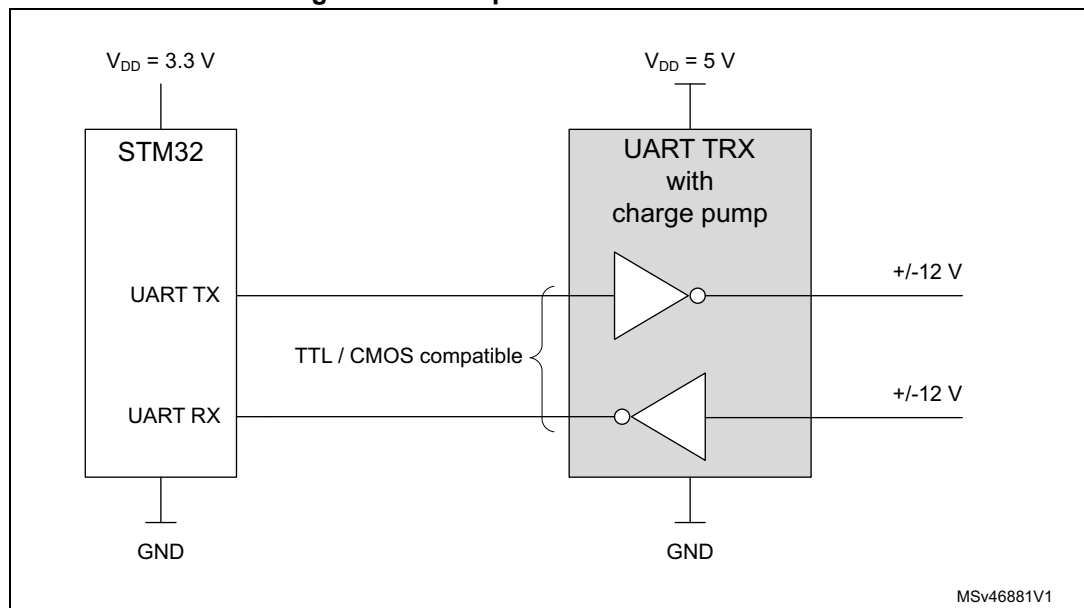 V_DD = 3.3 V
V_DD = 5 V
STM32
UART TRX
with
charge pump
UART TX
+/-12 V
TTL / CMOS compatible
UART RX
+/-12 V
GND
GND
MSv46881V1